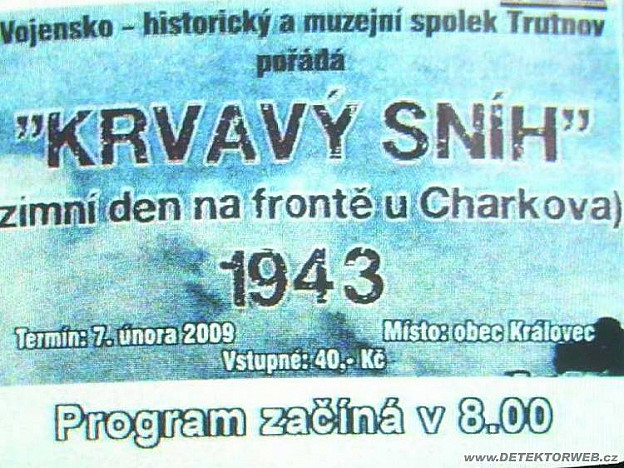 Vojensko - historický a muzejní spolek Trutnov
pořádá
"KRVAVÝ SNÍH"
zimní den na frontě u Charkova)
1943
Termín: 7. února 2009
Místo: obec Královec
Vstupné: 40,- Kč
Program začíná v 8.00
www.DETEKTORWEB.cz